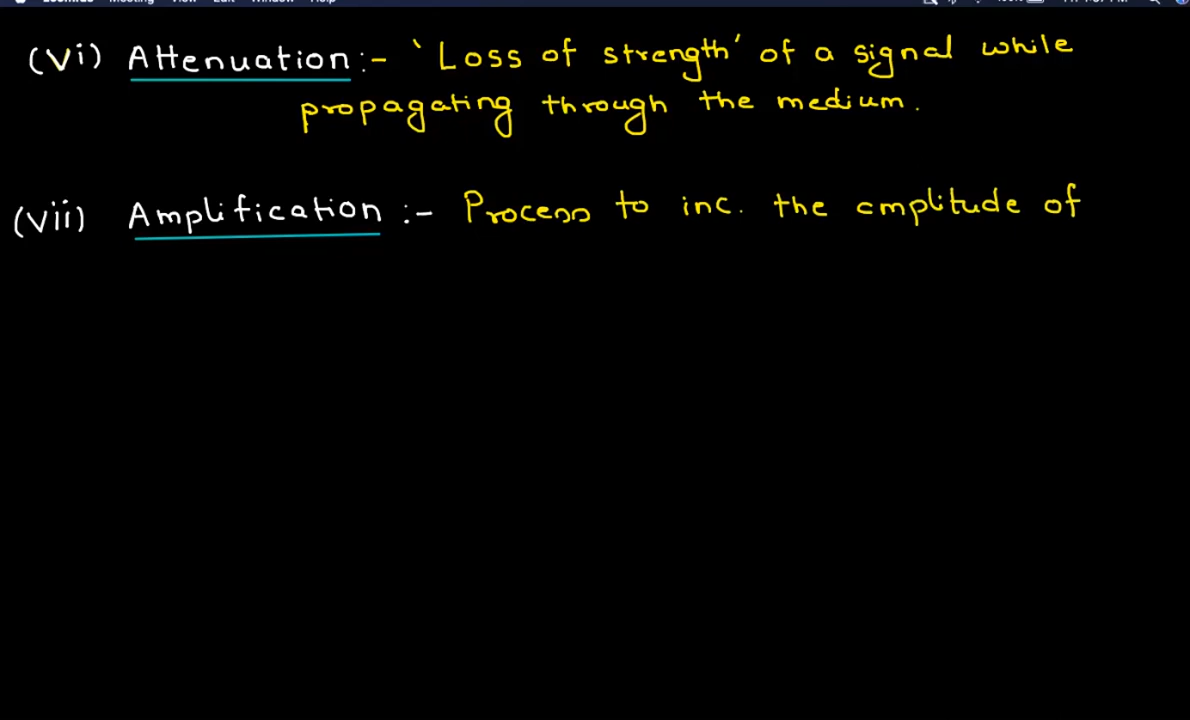 (vi) Attenuation :- 'Loss of strength' of a signal while
propagating through the medium.
(vii) Amplification :- Process to inc. the amplitude of